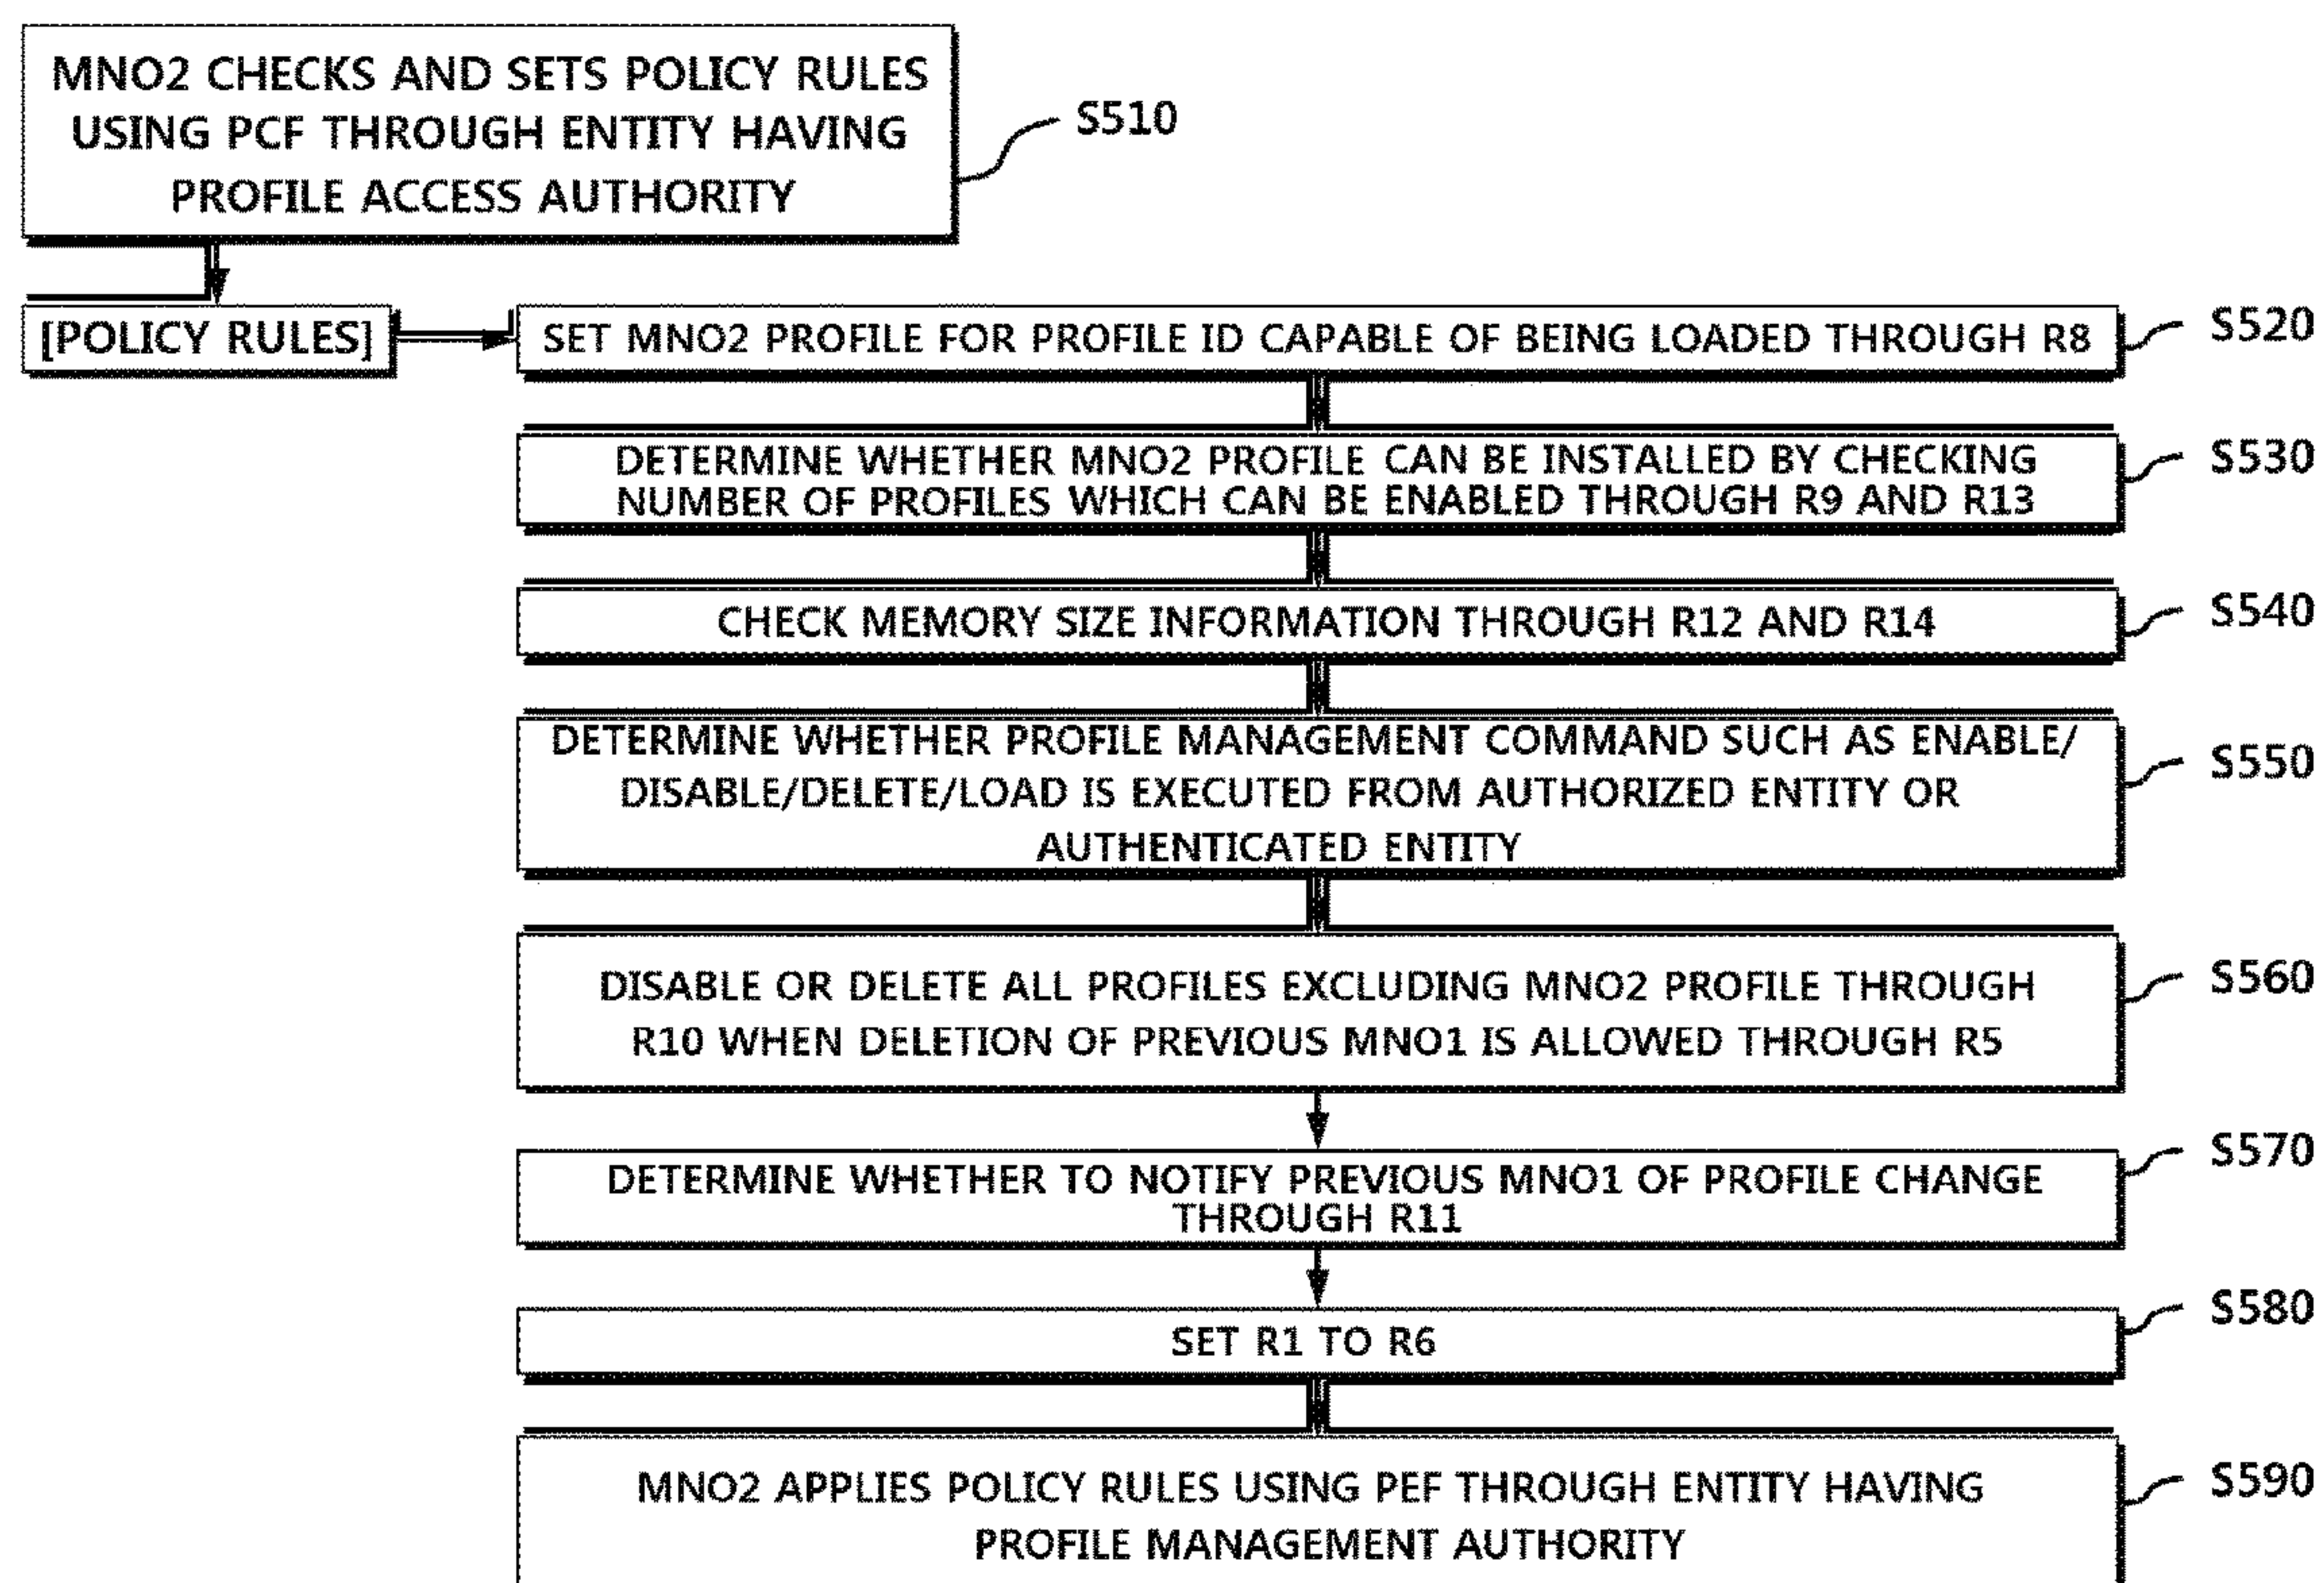 MNO2 CHECKS AND SETS POLICY RULES
USING PCF THROUGH ENTITY HAVING
PROFILE ACCESS AUTHORITY
S510
[POLICY RULES]
SET MNO2 PROFILE FOR PROFILE ID CAPABLE OF BEING LOADED THROUGH R8
S520
DETERMINE WHETHER MNO2 PROFILE CAN BE INSTALLED BY CHECKING
NUMBER OF PROFILES WHICH CAN BE ENABLED THROUGH R9 AND R13
S530
CHECK MEMORY SIZE INFORMATION THROUGH R12 AND R14
S540
DETERMINE WHETHER PROFILE MANAGEMENT COMMAND SUCH AS ENABLE/
DISABLE/DELETE/LOAD IS EXECUTED FROM AUTHORIZED ENTITY OR
AUTHENTICATED ENTITY
S550
DISABLE OR DELETE ALL PROFILES EXCLUDING MNO2 PROFILE THROUGH
R10 WHEN DELETION OF PREVIOUS MNO1 IS ALLOWED THROUGH R5
S560
DETERMINE WHETHER TO NOTIFY PREVIOUS MNO1 OF PROFILE CHANGE
THROUGH R11
S570
SET R1 TO R6
S580
MNO2 APPLIES POLICY RULES USING PEF THROUGH ENTITY HAVING
PROFILE MANAGEMENT AUTHORITY
S590